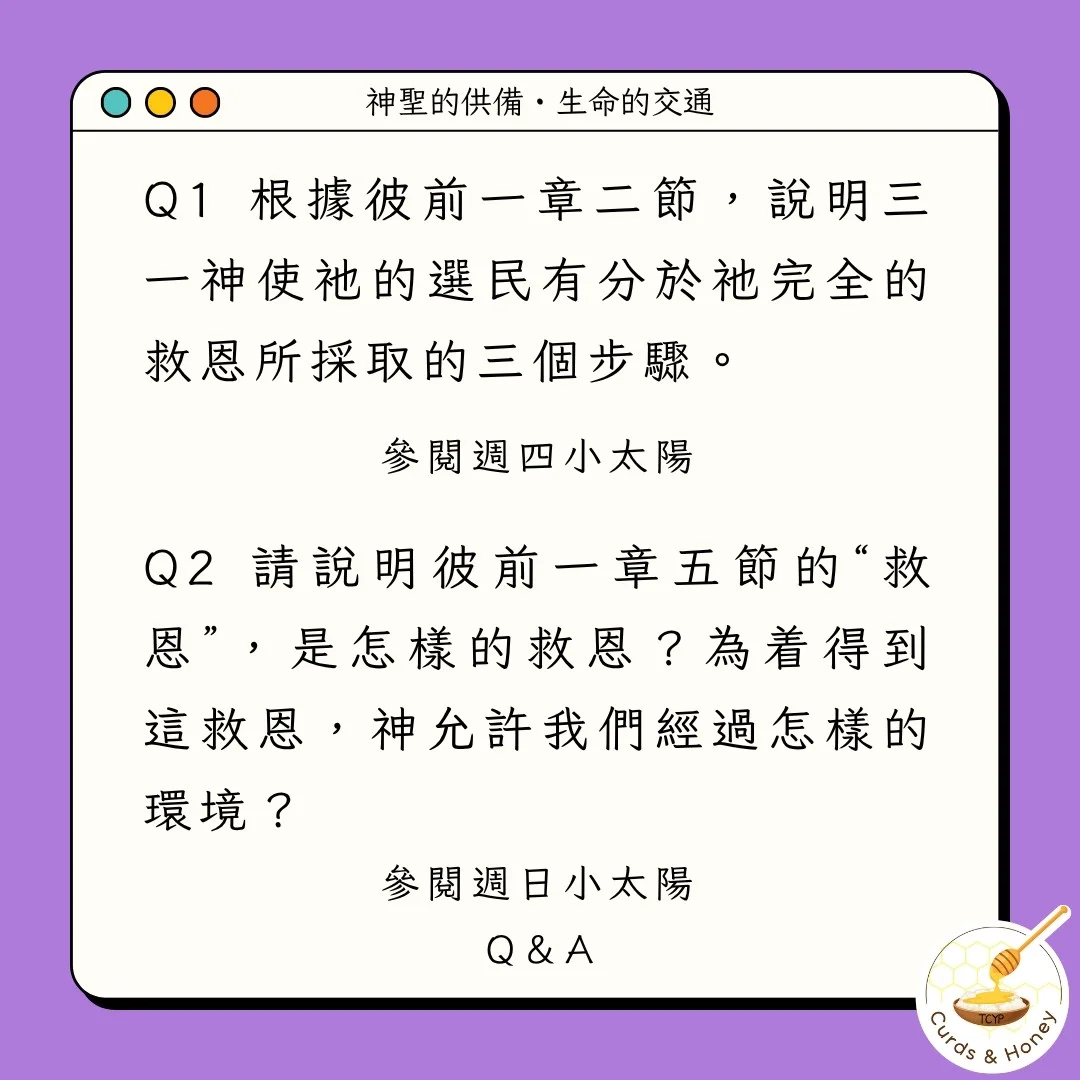 神聖的供備·生命的交通
Q1 根據彼前一章二節，說明三
一神使祂的選民有分於祂完全的
救恩所採取的三個步驟。
參閱週四小太陽
Q2 請說明彼前一章五節的“救
恩”，是怎樣的救恩？為着得到
這救恩，神允許我們經過怎樣的
環境？
參閱週日小太陽
Q & A
TCYP
Curds & Honey